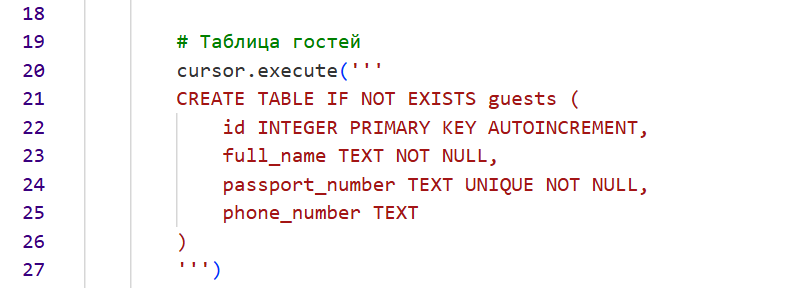 18
19 # Таблица гостей
20 cursor.execute('''
21 CREATE TABLE IF NOT EXISTS guests (
22 id INTEGER PRIMARY KEY AUTOINCREMENT,
23 full_name TEXT NOT NULL,
24 passport_number TEXT UNIQUE NOT NULL,
25 phone_number TEXT
26 )
27 ''')